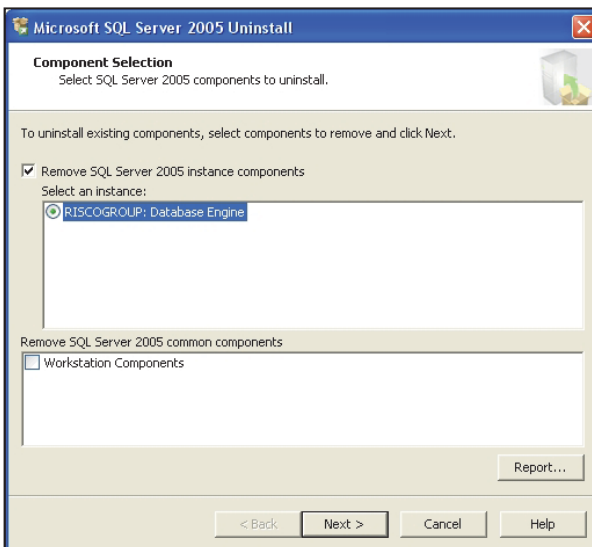 Microsoft SQL Server 2005 Uninstall
Component Selection
Select SQL Server 2005 components to uninstall.
To uninstall existing components, select components to remove and click Next.
Remove SQL Server 2005 instance components
Select an instance:
RISCOGROUP: Database Engine
Remove SQL Server 2005 common components
Workstation Components
Report...
< Back Next > Cancel Help